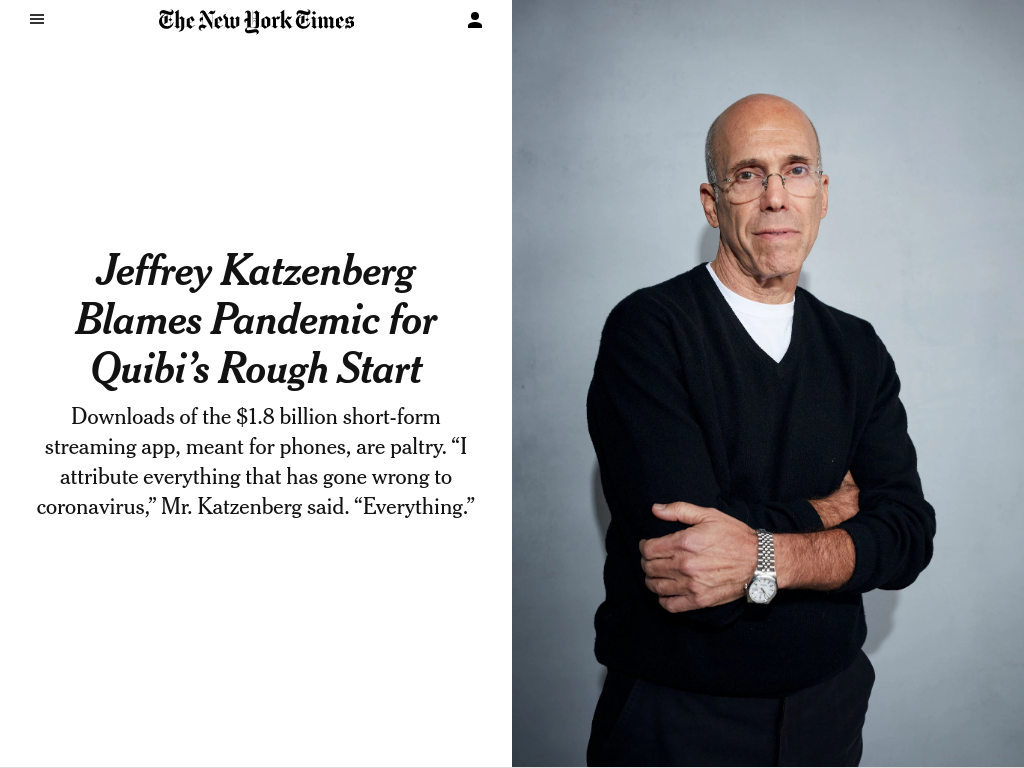 The New York Times
Jeffrey Katzenberg
Blames Pandemic for
Quibi’s Rough Start
Downloads of the $1.8 billion short-form
streaming app, meant for phones, are paltry. “I
attribute everything that has gone wrong to
coronavirus,” Mr. Katzenberg said. “Everything.”